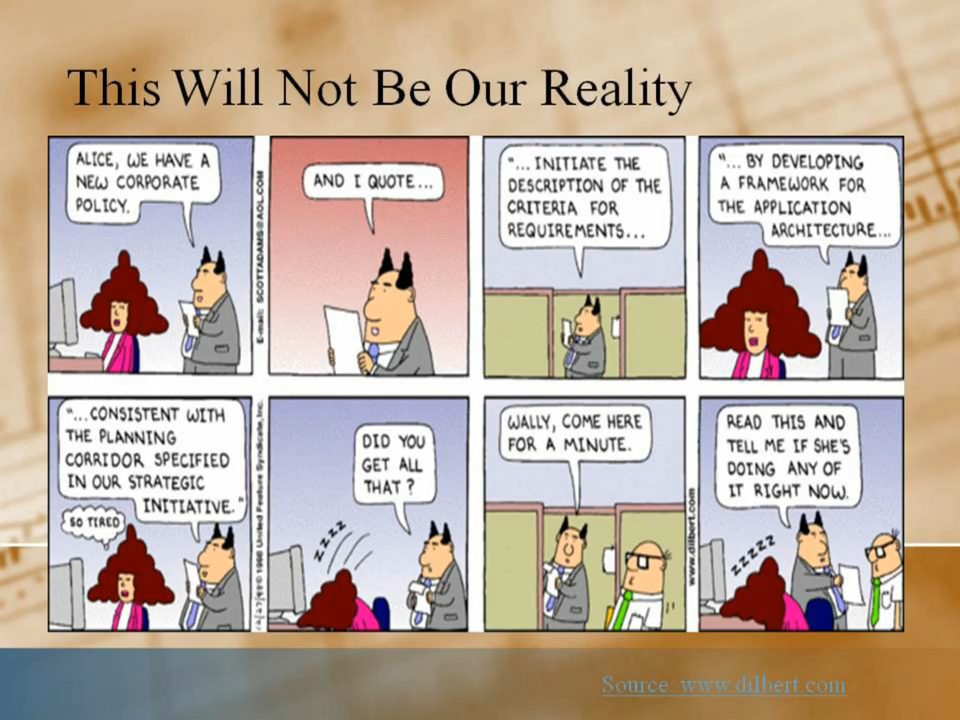 This Will Not Be Our Reality
ALICE, WE HAVE A
NEW CORPORATE
POLICY.
E-mail: SCOTTADAMS@AOL.COM
AND I QUOTE...
"... INITIATE THE
DESCRIPTION OF THE
CRITERIA FOR
REQUIREMENTS...
"... BY DEVELOPING
A FRAMEWORK FOR
THE APPLICATION
ARCHITECTURE...
"...CONSISTENT WITH
THE PLANNING
CORRIDOR SPECIFIED
IN OUR STRATEGIC
INITIATIVE."
SO TIRED
United Feature Syndicate, Inc.
DID YOU
GET ALL
THAT?
ZZZZ
WALLY, COME HERE
FOR A MINUTE.
www.dilbert.com
READ THIS AND
TELL ME IF SHE'S
DOING ANY OF
IT RIGHT NOW.
ZZZZZ
Source: www.dilbert.com